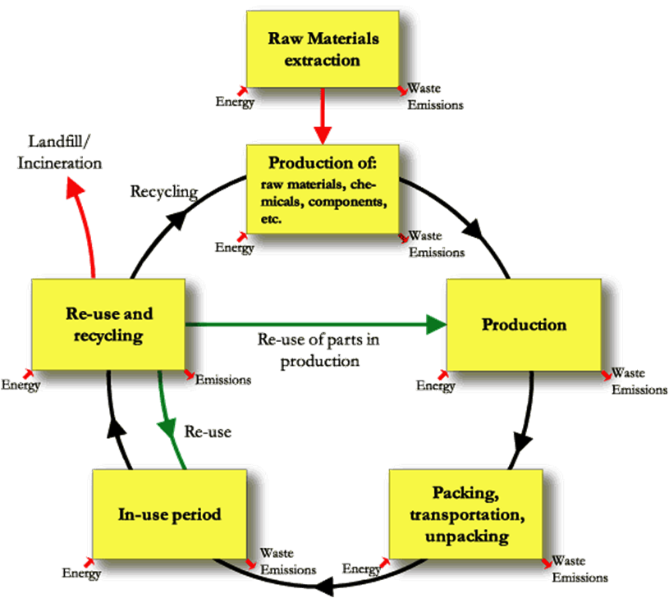 Raw Materials
extraction
Energy
Waste
Emissions
Landfill/
Incineration
Recycling
Production of:
raw materials, che-
micals, components,
etc.
Energy
Waste
Emissions
Re-use and
recycling
Energy
Emissions
Re-use of parts in
production
Production
Energy
Waste
Emissions
Re-use
In-use period
Energy
Waste
Emissions
Packing,
transportation,
unpacking
Energy
Waste
Emissions